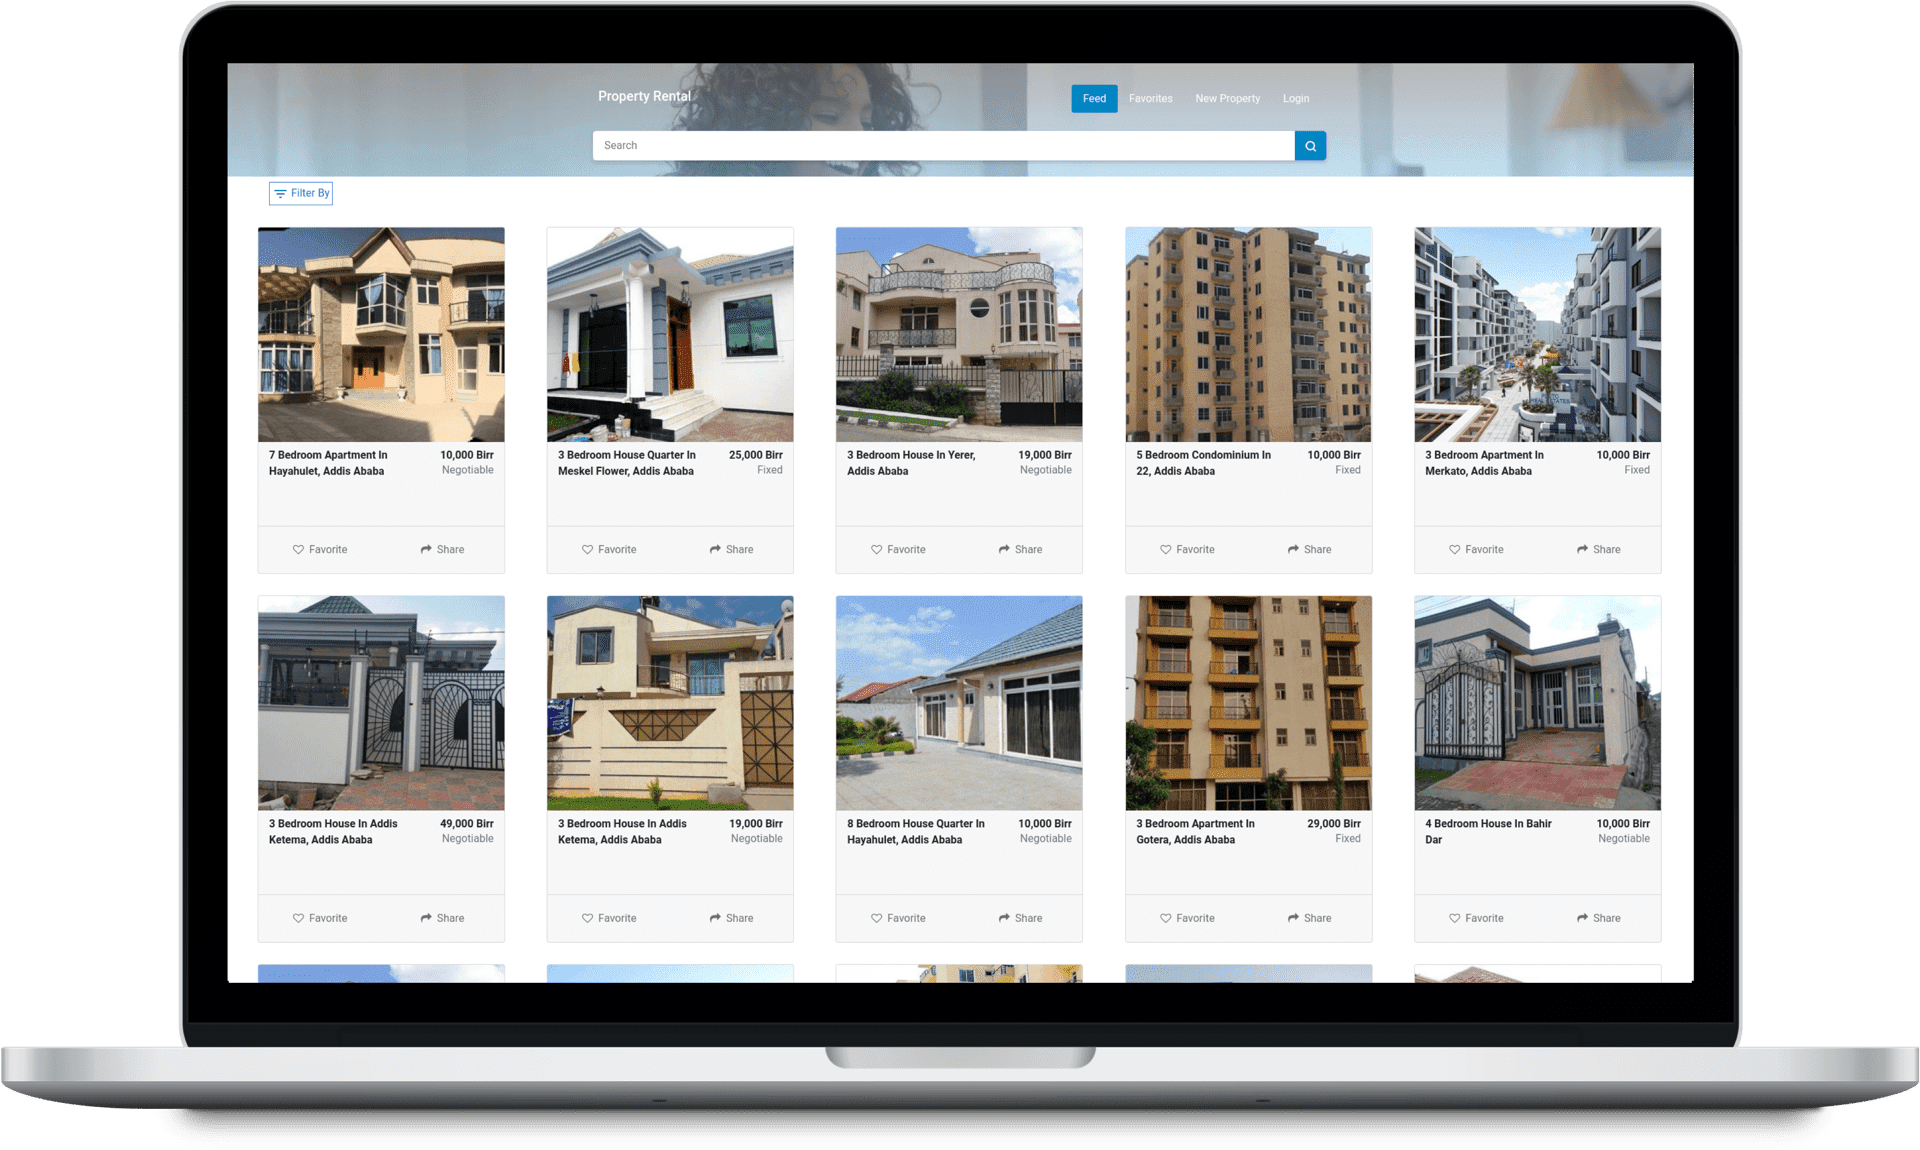 Property Rental
Feed Favorites New Property Login
Search
Filter By
7 Bedroom Apartment In 10,000 Birr
Hayahulet, Addis Ababa Negotiable
Favorite Share
3 Bedroom House Quarter In 25,000 Birr
Meskel Flower, Addis Ababa Fixed
Favorite Share
3 Bedroom House In Yerer, 19,000 Birr
Addis Ababa Negotiable
Favorite Share
5 Bedroom Condominium In 10,000 Birr
22, Addis Ababa Fixed
Favorite Share
3 Bedroom Apartment In 10,000 Birr
Merkato, Addis Ababa Fixed
Favorite Share
3 Bedroom House In Addis 49,000 Birr
Ketema, Addis Ababa Negotiable
Favorite Share
3 Bedroom House In Addis 19,000 Birr
Ketema, Addis Ababa Negotiable
Favorite Share
8 Bedroom House Quarter In 10,000 Birr
Hayahulet, Addis Ababa Negotiable
Favorite Share
3 Bedroom Apartment In 29,000 Birr
Gotera, Addis Ababa Fixed
Favorite Share
4 Bedroom House In Bahir 10,000 Birr
Dar Negotiable
Favorite Share